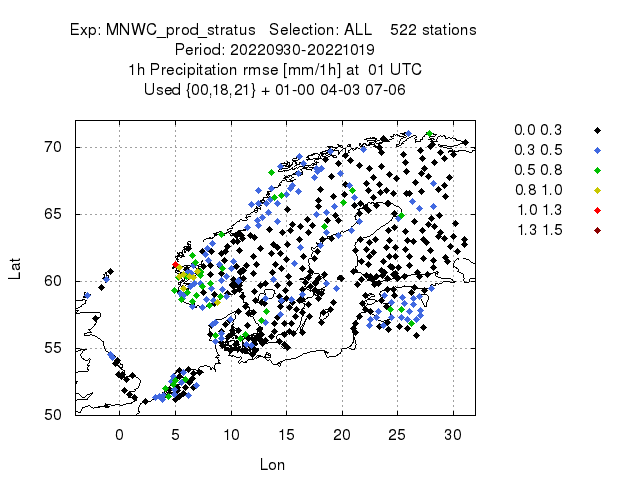 Exp: MNWC_prod_stratus   Selection: ALL    522 stations
Period: 20220930-20221019
1h Precipitation rmse [mm/1h] at  01 UTC
Used {00,18,21} + 01-00 04-03 07-06
0.0 0.3
0.3 0.5
0.5 0.8
0.8 1.0
1.0 1.3
1.3 1.5
70
65
60
55
50
Lat
0 5 10 15 20 25 30
Lon